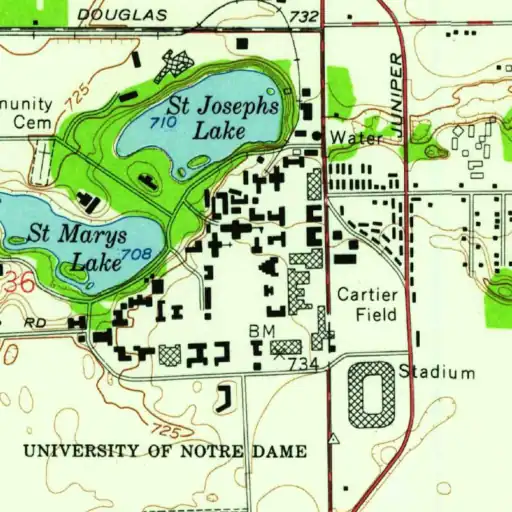 DOUGLAS
732
725
St Josephs
Lake
710
munity
Cem
Water
JUNIPER
St Marys
Lake
708
36
RD
Cartier
Field
BM
734
Stadium
725
UNIVERSITY OF NOTRE DAME